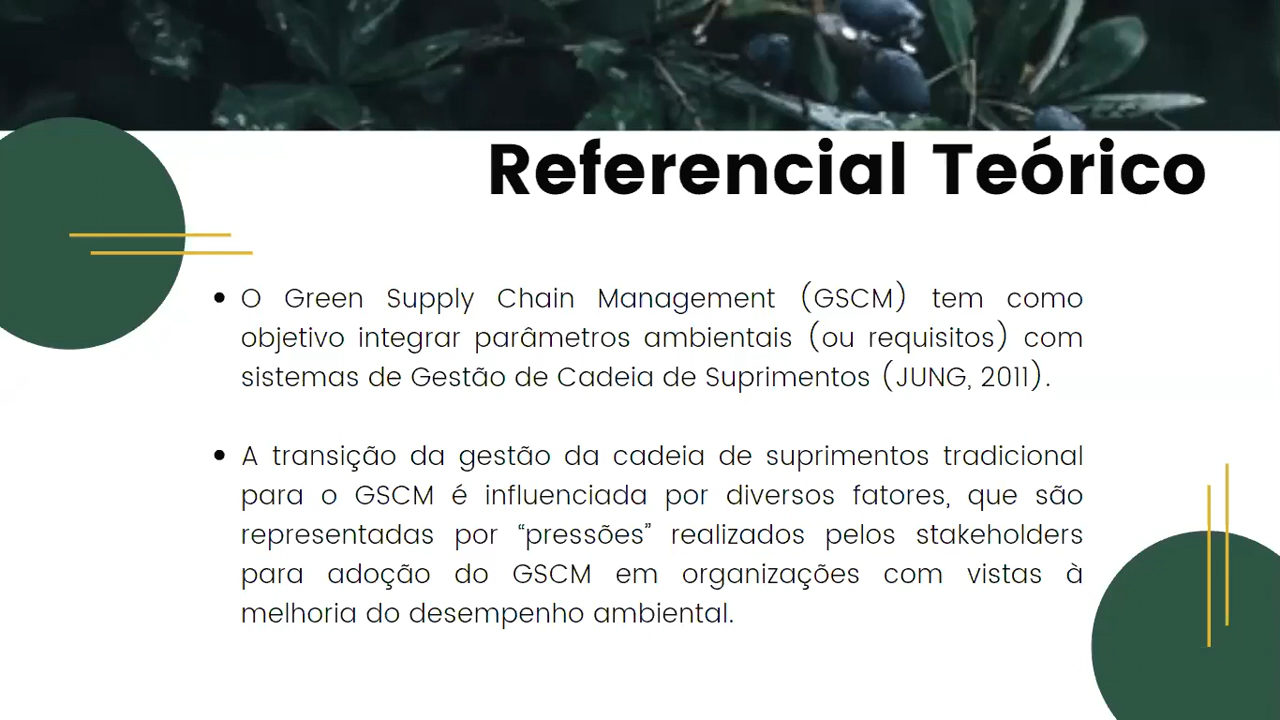 Referencial Teórico
• O Green Supply Chain Management (GSCM) tem como
objetivo integrar parâmetros ambientais (ou requisitos) com
sistemas de Gestão de Cadeia de Suprimentos (JUNG, 2011).
• A transição da gestão da cadeia de suprimentos tradicional
para o GSCM é influenciada por diversos fatores, que são
representadas por “pressões” realizados pelos stakeholders
para adoção do GSCM em organizações com vistas à
melhoria do desempenho ambiental.